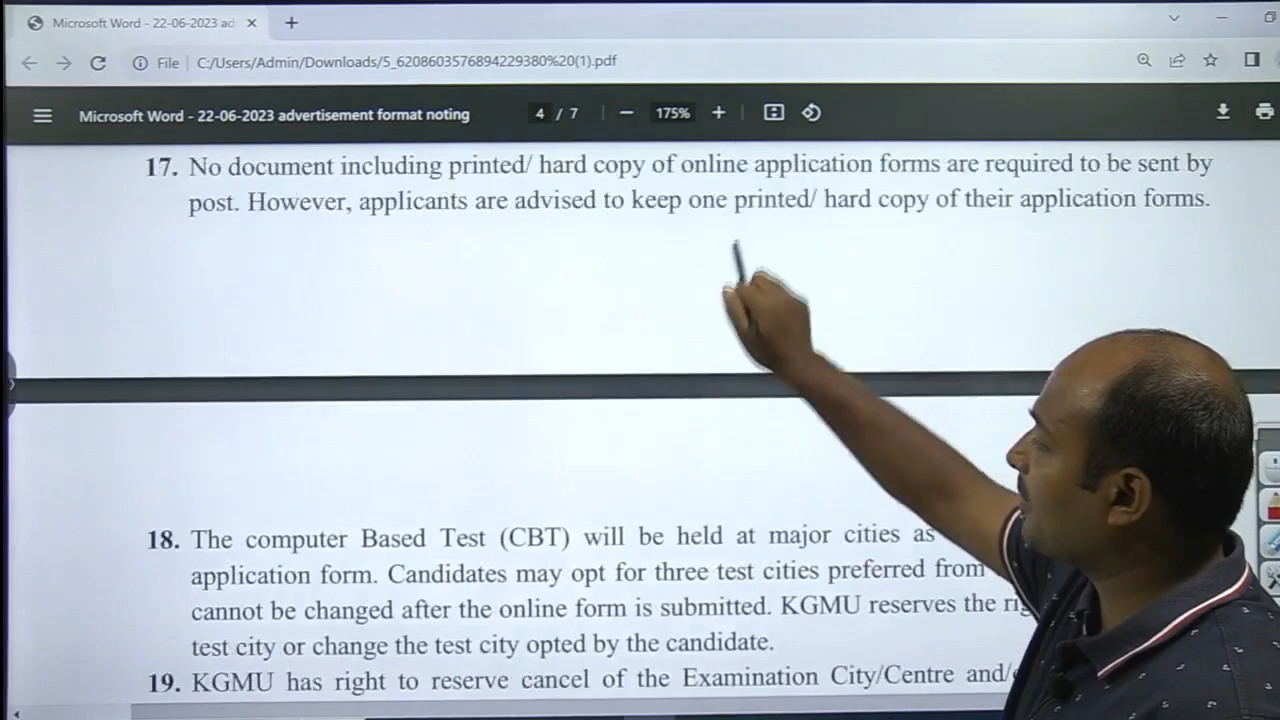 Microsoft Word - 22-06-2023 ad
File
C:/Users/Admin/Downloads/5_6208603576894229380%20(1).pdf
Microsoft Word - 22-06-2023 advertisement format noting
4 / 7
175%
17. No document including printed/ hard copy of online application forms are required to be sent by
post. However, applicants are advised to keep one printed/ hard copy of their application forms.
18. The computer Based Test (CBT) will be held at major cities as
application form. Candidates may opt for three test cities preferred from
cannot be changed after the online form is submitted. KGMU reserves the
test city or change the test city opted by the candidate.
19. KGMU has right to reserve cancel of the Examination City/Centre and/